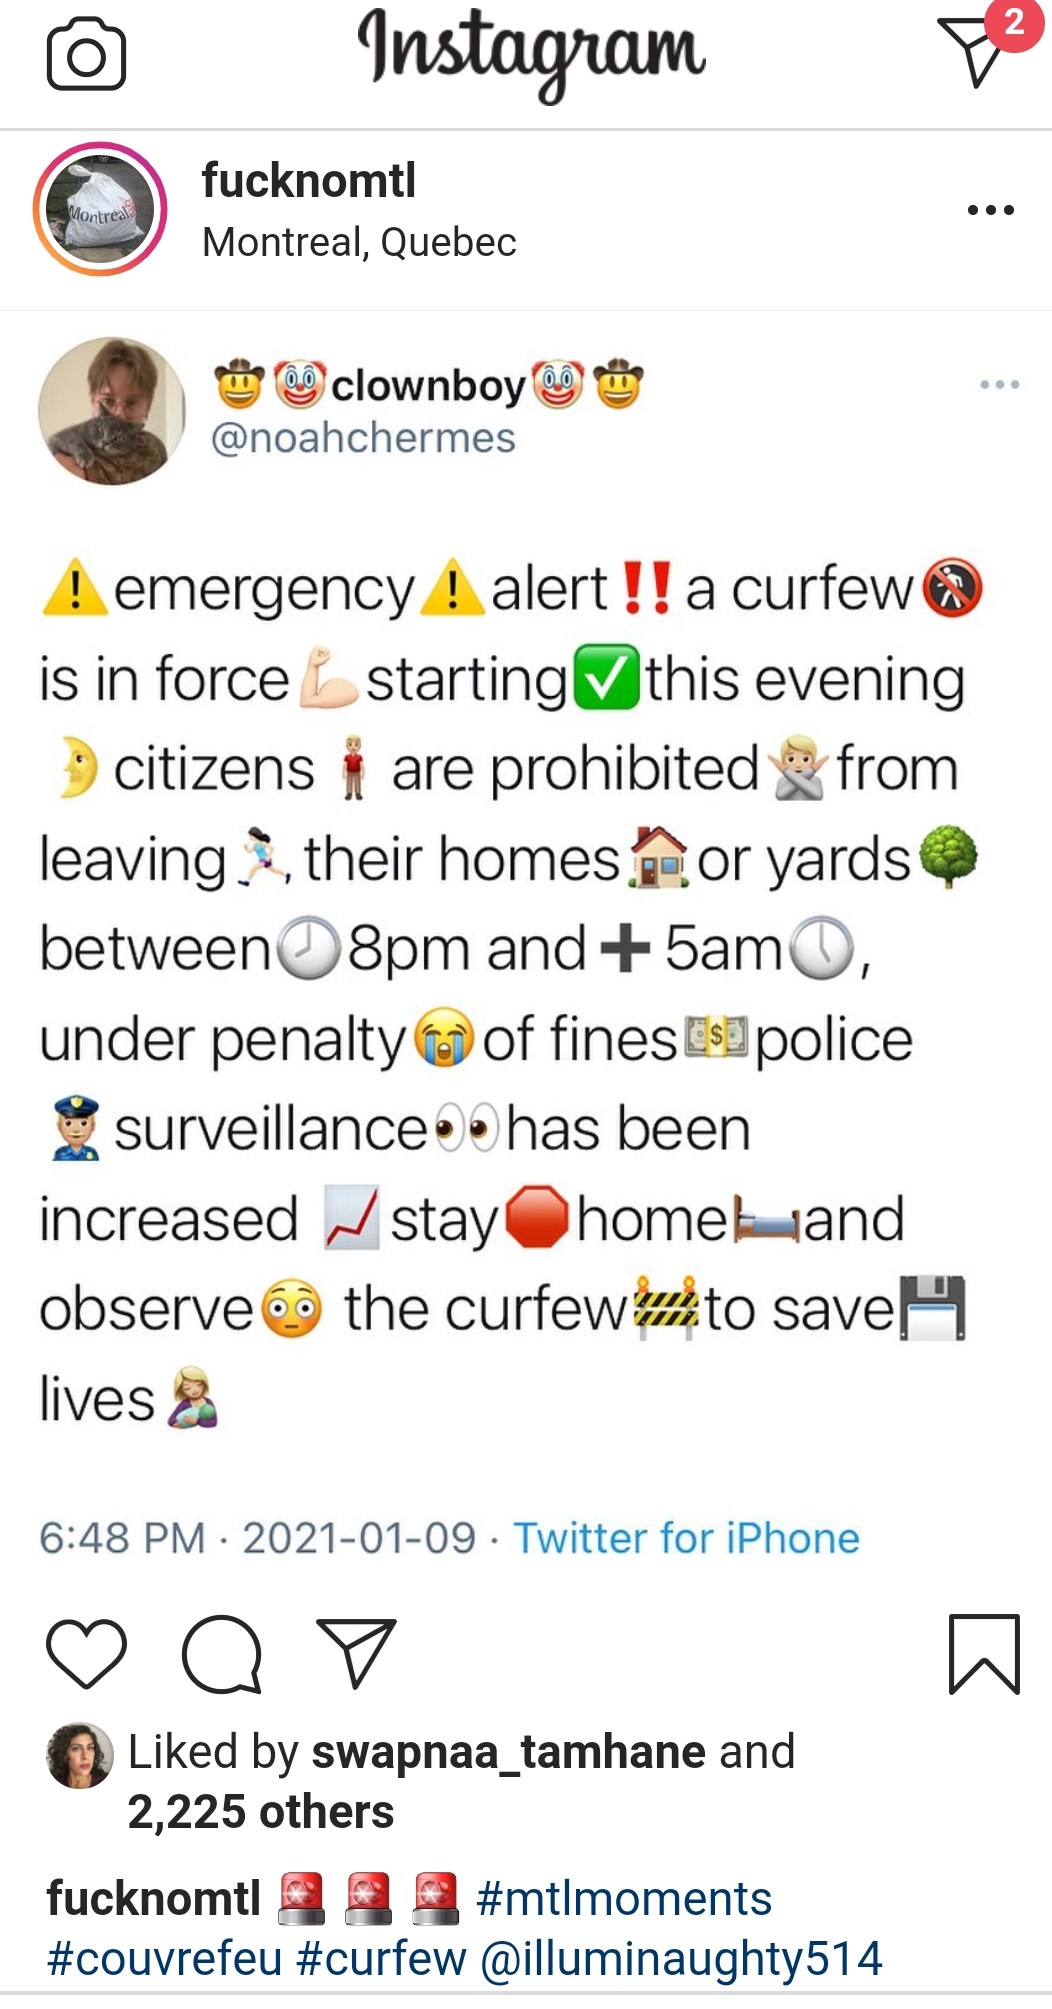 Instagram
2
fucknomtl
Montreal
Montreal, Quebec
🤠🤡clownboy🤡🤠
@noahchermes
⚠️emergency⚠️alert‼️a curfew🚷
is in force💪🏻starting✅this evening
🌛citizens🧍🏼‍♂️are prohibited🙅🏼from
leaving🏃🏻‍♀️their homes🏠or yards🌳
between🕗8pm and➕5am🕔,
under penalty😭of fines💵police
👮🏼‍♂️surveillance👀has been
increased 📈stay🛑home🛏️and
observe😳 the curfew🚧to save💾
lives🤱🏼
6:48 PM · 2021-01-09 · Twitter for iPhone
Liked by swapnaa_tamhane and
2,225 others
fucknomtl 🚨 🚨 🚨 #mtlmoments
#couvrefeu #curfew @illuminaughty514